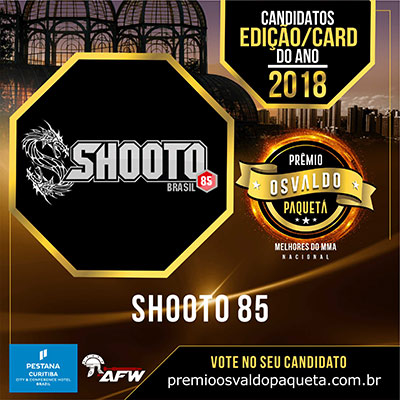 CANDIDATOS
EDIÇÃO/CARD
DO ANO
2018
SHOOTO
BRASIL 85
PRÊMIO
OSVALDO
PAQUETÁ
MELHORES DO MMA
NACIONAL
SHOOTO 85
PESTANA
CURITIBA
CITY & CONFERENCE HOTEL
BRASIL
AFW
VOTE NO SEU CANDIDATO
premioosvaldopaqueta.com.br